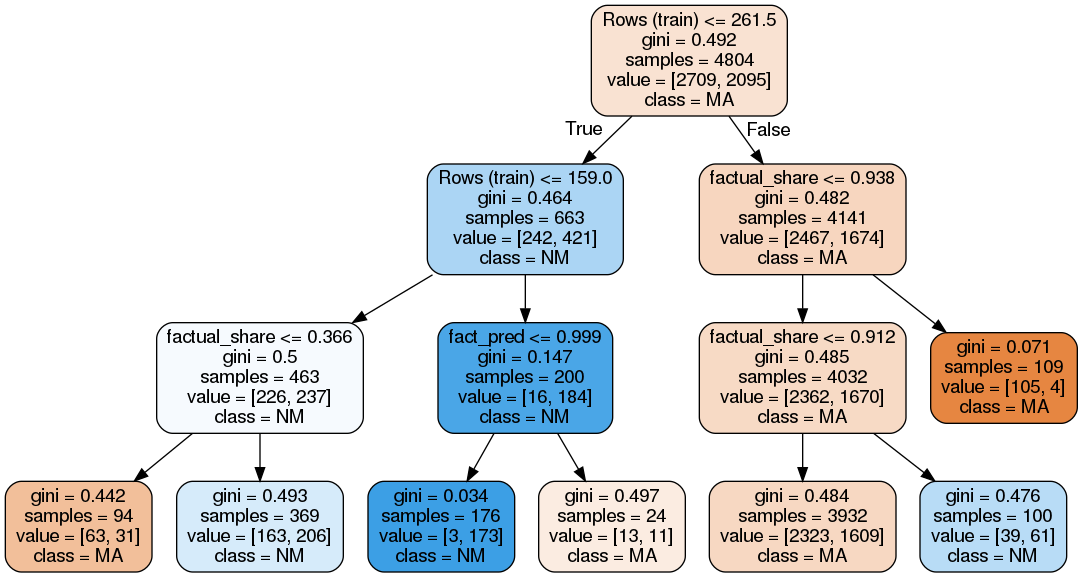 Rows (train) <= 261.5
gini = 0.492
samples = 4804
value = [2709, 2095]
class = MA
True
False
Rows (train) <= 159.0
gini = 0.464
samples = 663
value = [242, 421]
class = NM
factual_share <= 0.938
gini = 0.482
samples = 4141
value = [2467, 1674]
class = MA
factual_share <= 0.366
gini = 0.5
samples = 463
value = [226, 237]
class = NM
fact_pred <= 0.999
gini = 0.147
samples = 200
value = [16, 184]
class = NM
factual_share <= 0.912
gini = 0.485
samples = 4032
value = [2362, 1670]
class = MA
gini = 0.071
samples = 109
value = [105, 4]
class = MA
gini = 0.442
samples = 94
value = [63, 31]
class = MA
gini = 0.493
samples = 369
value = [163, 206]
class = NM
gini = 0.034
samples = 176
value = [3, 173]
class = NM
gini = 0.497
samples = 24
value = [13, 11]
class = MA
gini = 0.484
samples = 3932
value = [2323, 1609]
class = MA
gini = 0.476
samples = 100
value = [39, 61]
class = NM